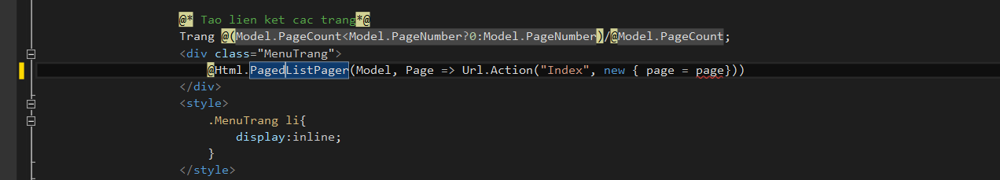 @* Tao lien ket cac trang*@
Trang @(Model.PageCount<Model.PageNumber?0:Model.PageNumber)/@Model.PageCount;
<div class="MenuTrang">
@Html.PagedListPager(Model, Page => Url.Action("Index", new { page = page}))
</div>
<style>
.MenuTrang li{
display:inline;
}
</style>